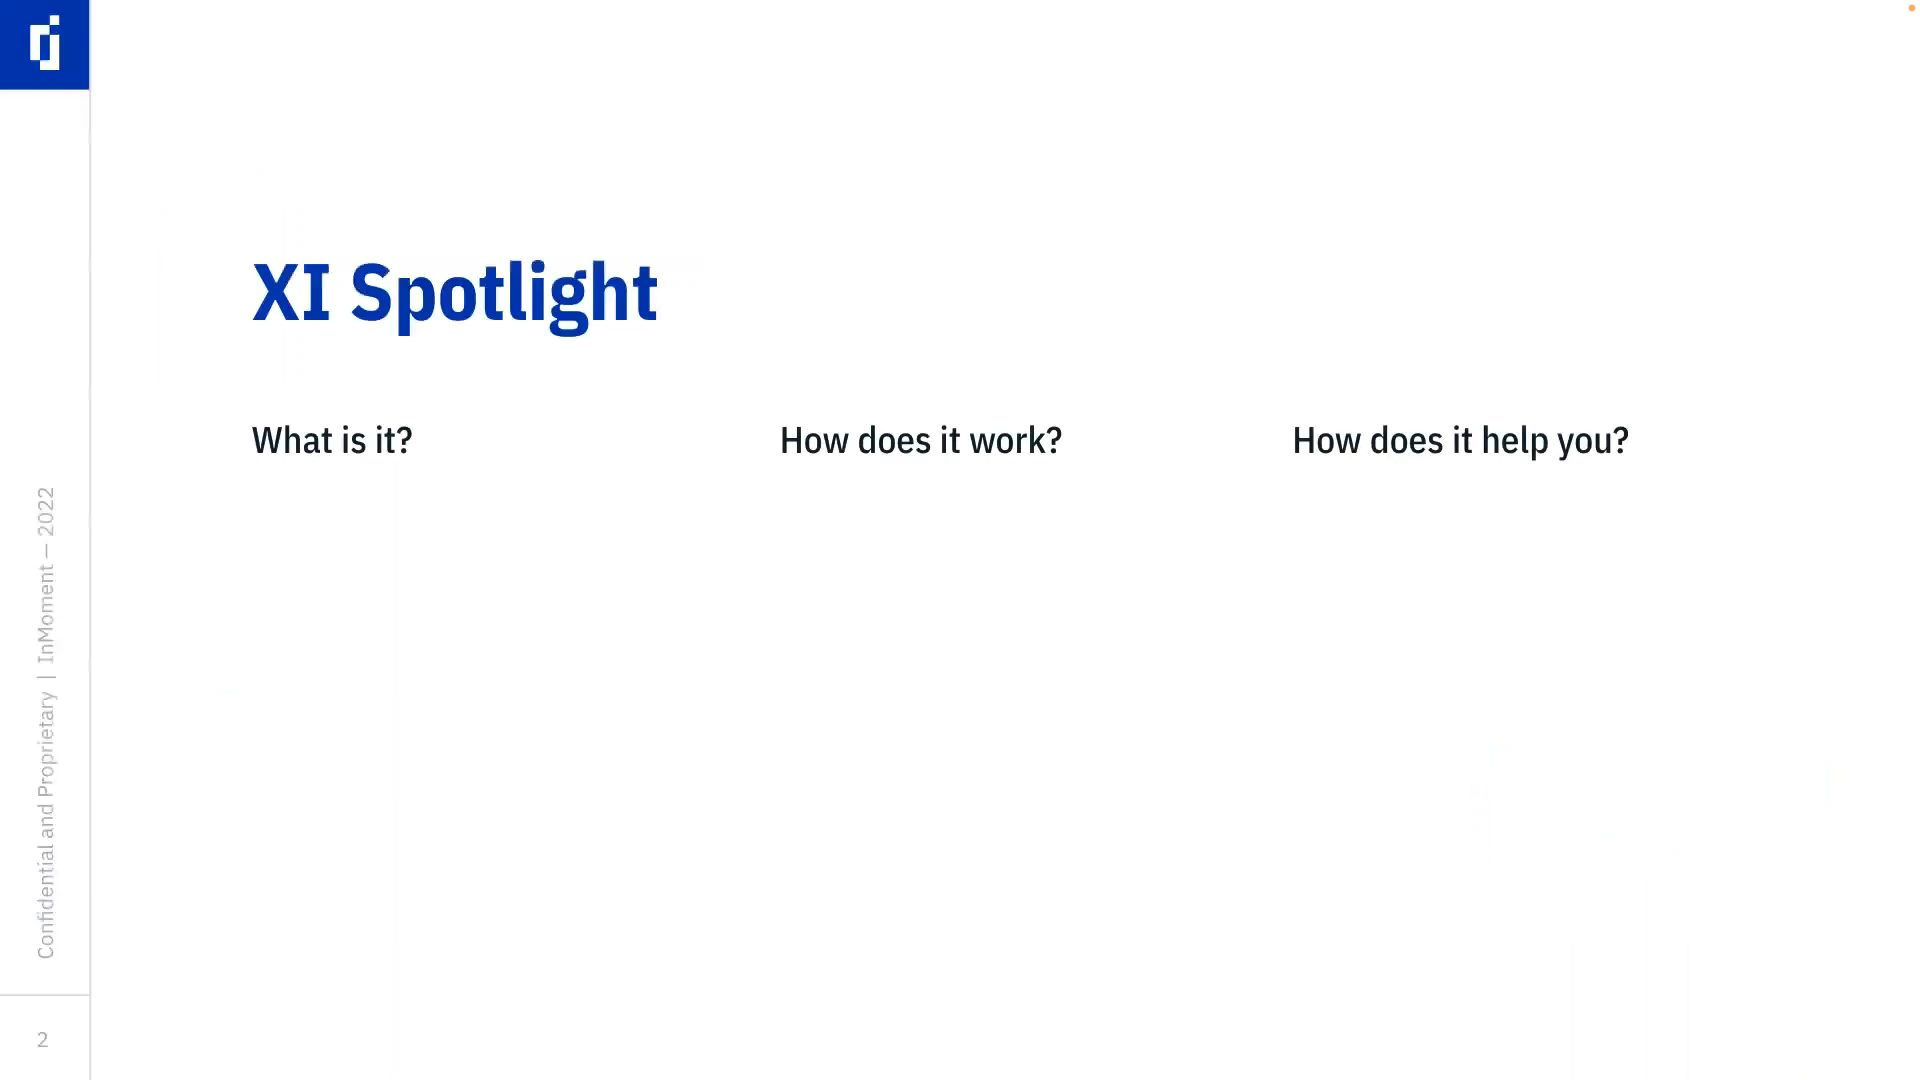 XI Spotlight
What is it?
How does it work?
How does it help you?
Confidential and Proprietary | InMoment — 2022
2